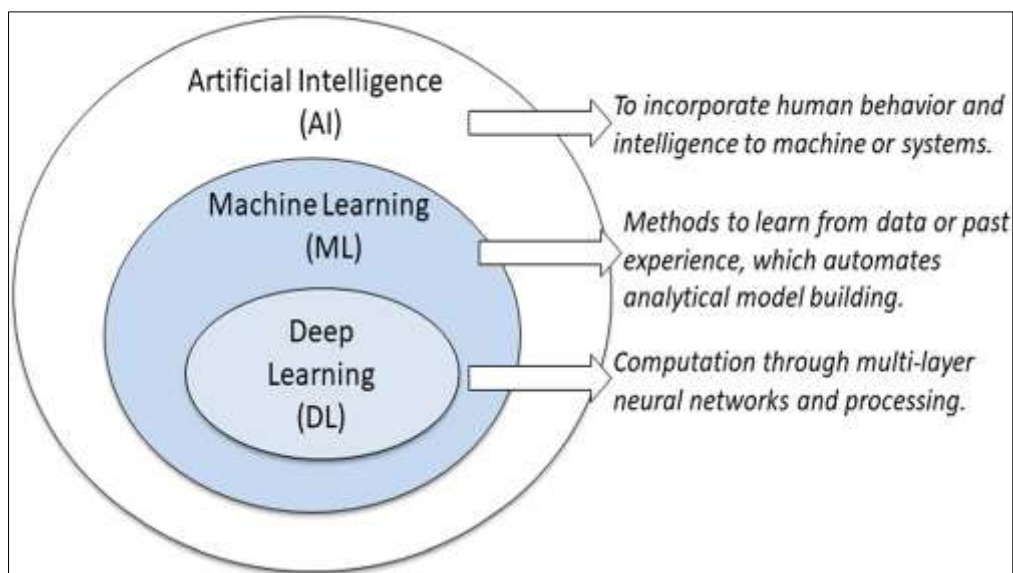 Artificial Intelligence
(AI)
To incorporate human behavior and
intelligence to machine or systems.
Machine Learning
(ML)
Methods to learn from data or past
experience, which automates
analytical model building.
Deep
Learning
(DL)
Computation through multi-layer
neural networks and processing.